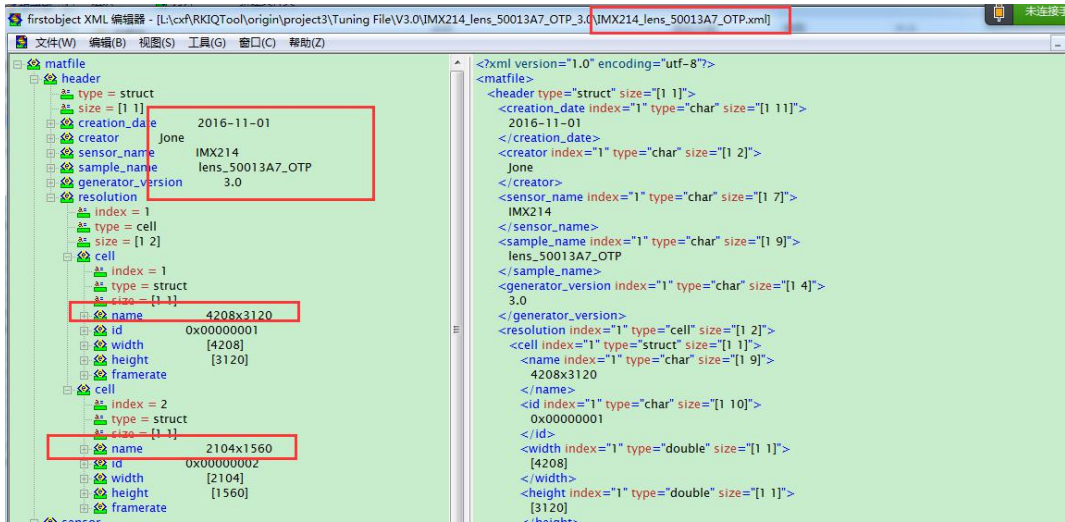 firstobject XML 编辑器 - [L:\cxf\RKIQTool\origin\project3\Tuning File\V3.0\IMX214_lens_50013A7_OTP_3.0\IMX214_lens_50013A7_OTP.xml]
未连接手
文件(W) 编辑(B) 视图(S) 工具(G) 窗口(C) 帮助(Z)
matfile
header
type = struct
size = [1 1]
creation_date 2016-11-01
creator Jone
sensor_name IMX214
sample_name lens_50013A7_OTP
generator_version 3.0
resolution
index = 1
type = cell
size = [1 2]
cell
index = 1
type = struct
size = [1 1]
name 4208x3120
id 0x00000001
width [4208]
height [3120]
framerate
cell
index = 2
type = struct
size = [1 1]
name 2104x1560
id 0x00000002
width [2104]
height [1560]
framerate
sensor
<?xml version="1.0" encoding="utf-8"?>
<matfile>
<header type="struct" size="[1 1]">
<creation_date index="1" type="char" size="[1 11]">
2016-11-01
</creation_date>
<creator index="1" type="char" size="[1 2]">
Jone
</creator>
<sensor_name index="1" type="char" size="[1 7]">
IMX214
</sensor_name>
<sample_name index="1" type="char" size="[1 9]">
lens_50013A7_OTP
</sample_name>
<generator_version index="1" type="char" size="[1 4]">
3.0
</generator_version>
<resolution index="1" type="cell" size="[1 2]">
<cell index="1" type="struct" size="[1 1]">
<name index="1" type="char" size="[1 9]">
4208x3120
</name>
<id index="1" type="char" size="[1 10]">
0x00000001
</id>
<width index="1" type="double" size="[1 1]">
[4208]
</width>
<height index="1" type="double" size="[1 1]">
[3120]
</height>